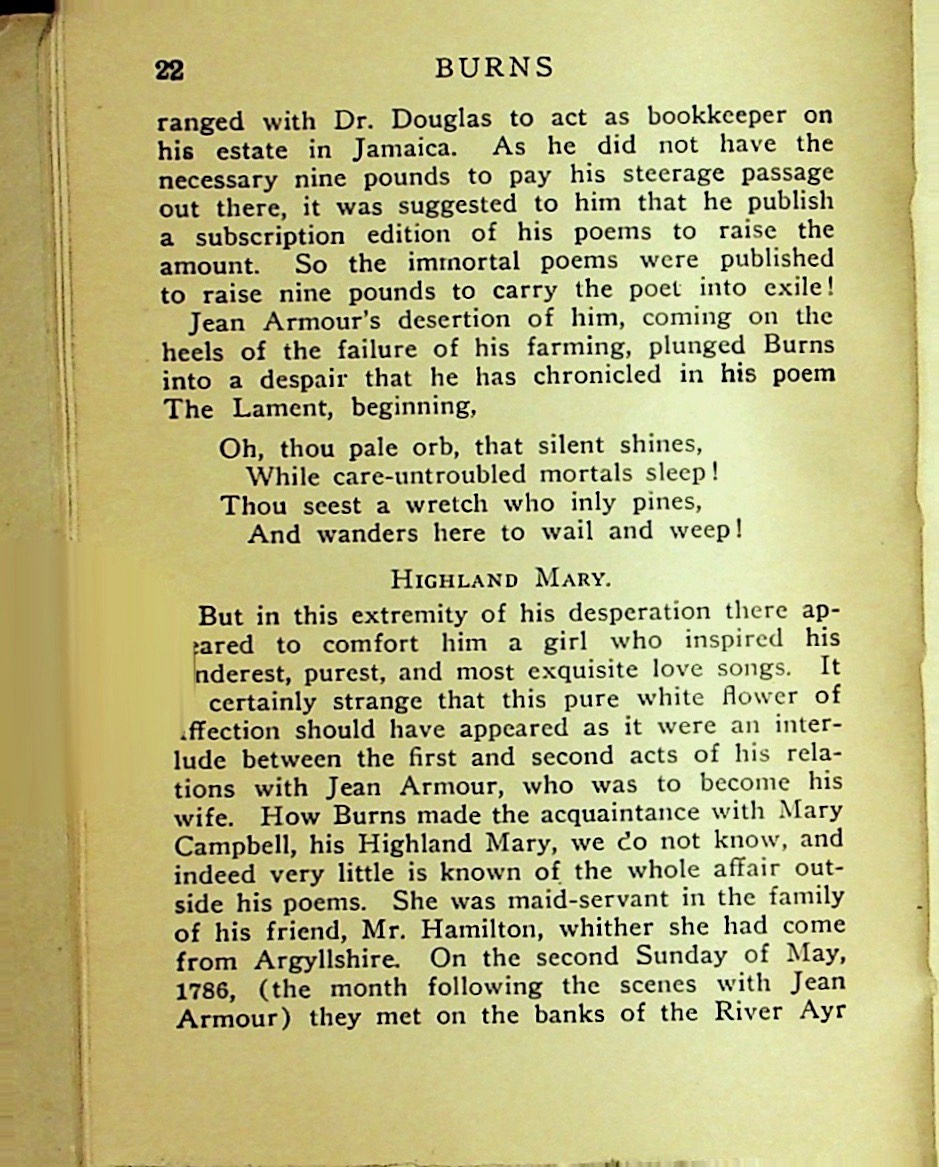 22 BURNS
ranged with Dr. Douglas to act as bookkeeper on
his estate in Jamaica. As he did not have the
necessary nine pounds to pay his steerage passage
out there, it was suggested to him that he publish
a subscription edition of his poems to raise the
amount. So the immortal poems were published
to raise nine pounds to carry the poet into exile!
Jean Armour's desertion of him, coming on the
heels of the failure of his farming, plunged Burns
into a despair that he has chronicled in his poem
The Lament, beginning,
Oh, thou pale orb, that silent shines,
While care-untroubled mortals sleep!
Thou seest a wretch who inly pines,
And wanders here to wail and weep!
HIGHLAND MARY.
But in this extremity of his desperation there ap-
ared to comfort him a girl who inspired his
nderest, purest, and most exquisite love songs. It
certainly strange that this pure white flower of
ffection should have appeared as it were an inter-
lude between the first and second acts of his rela-
tions with Jean Armour, who was to become his
wife. How Burns made the acquaintance with Mary
Campbell, his Highland Mary, we do not know, and
indeed very little is known of the whole affair out-
side his poems. She was maid-servant in the family
of his friend, Mr. Hamilton, whither she had come
from Argyllshire. On the second Sunday of May,
1786, (the month following the scenes with Jean
Armour) they met on the banks of the River Ayr